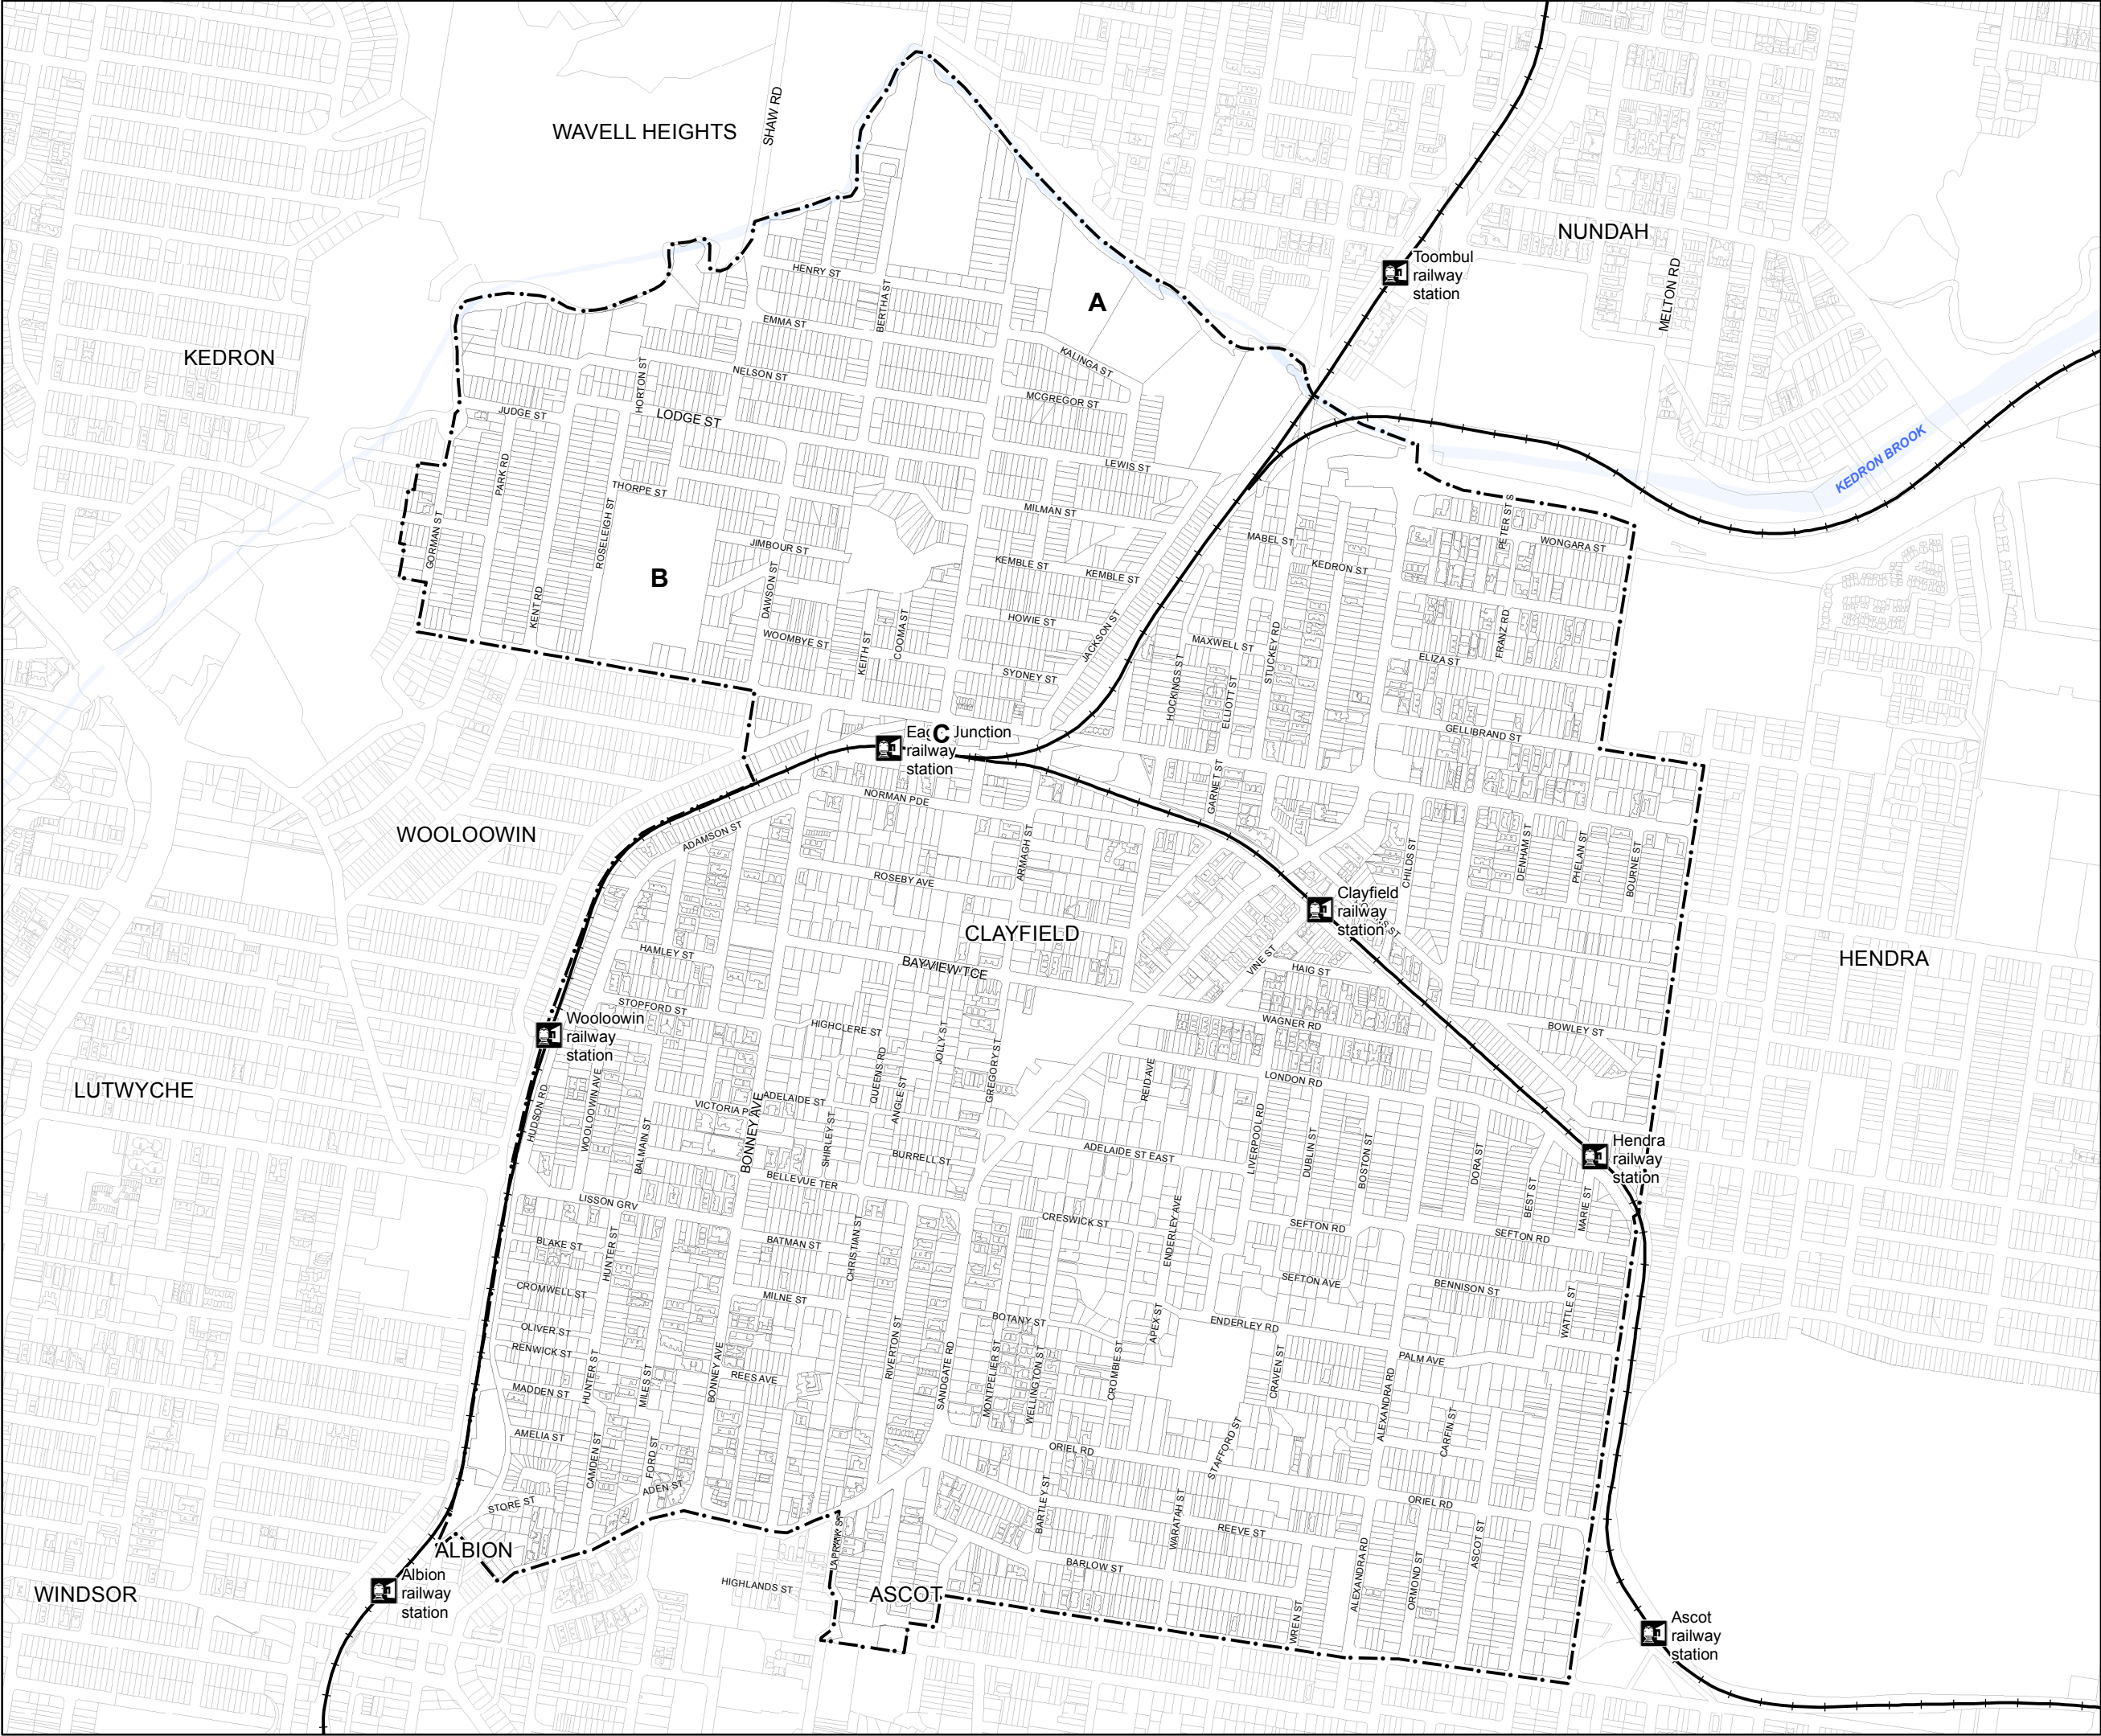 WAVELL HEIGHTS
SHAW RD
NUNDAH
Toombul
railway
station
MELTON RD
A
HENRY ST
BERTHA ST
EMMA ST
KEDRON
HORTON ST
NELSON ST
KALINGA ST
MCGREGOR ST
JUDGE ST
LODGE ST
KEDRON BROOK
PARK RD
LEWIS ST
THORPE ST
MILMAN ST
GORMAN ST
ROSELEIGH ST
JIMBOUR ST
MABEL ST
PETER ST
WONGARA ST
B
KEMBLE ST
KEMBLE ST
KEDRON ST
KENT RD
DAWSON ST
WOOMBYE ST
KEITH ST
COOMA ST
HOWIE ST
JACKSON ST
MAXWELL ST
STUCKEY RD
FRANZ RD
ELIZA ST
SYDNEY ST
HOCKINGS ST
ELLIOTT ST
GELLIBRAND ST
C
Junction
railway
station
NORMAN PDE
GARNET ST
WOOLOOWIN
ADAMSON ST
ARMAGH ST
CHILDS ST
DENHAM ST
PHELAN ST
BOURNE ST
ROSEBY AVE
Clayfield
railway
station
CLAYFIELD
HENDRA
HAMLEY ST
BAYVIEW TCE
VINE ST
HAIG ST
STOPFORD ST
Wooloowin
railway
station
HIGHCLERE ST
JOLLY ST
WAGNER RD
BOWLEY ST
LUTWYCHE
HUDSON RD
WOOLOOWIN AVE
QUEENS RD
ANGLE ST
GREGORY ST
REID AVE
LONDON RD
VICTORIA
ADELAIDE ST
BALMAIN ST
BONNEY AVE
SHIRLEY ST
BURRELL ST
ADELAIDE ST EAST
LIVERPOOL RD
DUBLIN ST
BOSTON ST
DORA ST
Hendra
railway
station
BELLEVUE TER
LISSON GRV
BEST ST
MARIE ST
BLAKE ST
HUNTER ST
BATMAN ST
CHRISTIAN ST
CRESWICK ST
ENDERLEY AVE
SEFTON RD
SEFTON RD
CROMWELL ST
MILNE ST
SEFTON AVE
BENNISON ST
WATTLE ST
OLIVER ST
RENWICK ST
BOTANY ST
APEX ST
ENDERLEY RD
RIVERTON ST
PALM AVE
MADDEN ST
HUNTER ST
MILES ST
BONNEY AVE
REES AVE
SANDGATE RD
MONTPELIER ST
WELLINGTON ST
CROMBIE ST
CRAVEN ST
ALEXANDRA RD
CARFIN ST
AMELIA ST
CAMDEN ST
FORD ST
ORIEL RD
STAFFORD ST
STORE ST
ADEN ST
ORIEL RD
LAPRAIK ST
BARTLEY ST
WARATAH ST
REEVE ST
ALBION
BARLOW ST
ALEXANDRA RD
ORMOND ST
ASCOT ST
Albion
railway
station
WINDSOR
HIGHLANDS ST
ASCOT
WREN ST
Ascot
railway
station